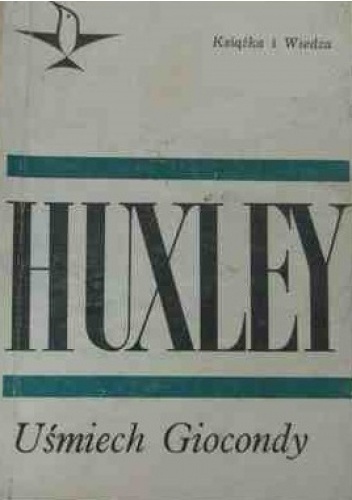 Książka i Wiedza
HUXLEY
Uśmiech Giocondy